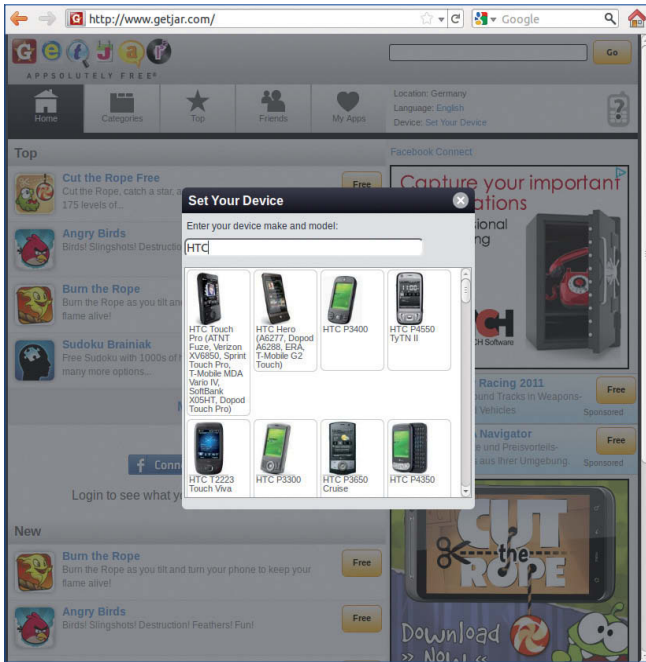 http://www.getjar.com/
Google
GetJar
APPSOLUTELY FREE®
Go
Home
Categories
Top
Friends
My Apps
Location: Germany
Language: English
Device: Set Your Device
Top
Cut the Rope Free
Cut the Rope, catch a star, a
175 levels of...
Free
Angry Birds
Birds! Slingshots! Destructio
Burn the Rope
Burn the Rope as you tilt an
flame alive!
Sudoku Brainiak
Free Sudoku with 1000s of
many more options...
Conn
Login to see what y
New
Burn the Rope
Burn the Rope as you tilt and turn your phone to keep your
flame alive!
Free
Angry Birds
Birds! Slingshots! Destruction! Feathers! Fun!
Free
Set Your Device
Enter your device make and model:
HTC
HTC Touch
Pro (ATNT
Fuze, Verizon
XV6850, Sprint
Touch Pro,
T-Mobile MDA
Vario IV,
SoftBank
X05HT, Dopod
Touch Pro)
HTC Hero
(A6277, Dopod
A6288, ERA,
T-Mobile G2
Touch)
HTC P3400
HTC P4550
TyTN II
HTC T2223
Touch Viva
HTC P3300
HTC P3650
Cruise
HTC P4350
Facebook Connect
Capture your important
ations
sional
ng
CH Software
Racing 2011
und Tracks in Weapons-
Vehicles
Free
Sponsored
Navigator
e und Preisvorteils-
aus Ihrer Umgebung.
Free
Sponsored
CUT
the
ROPE
Download
>> Now! <<